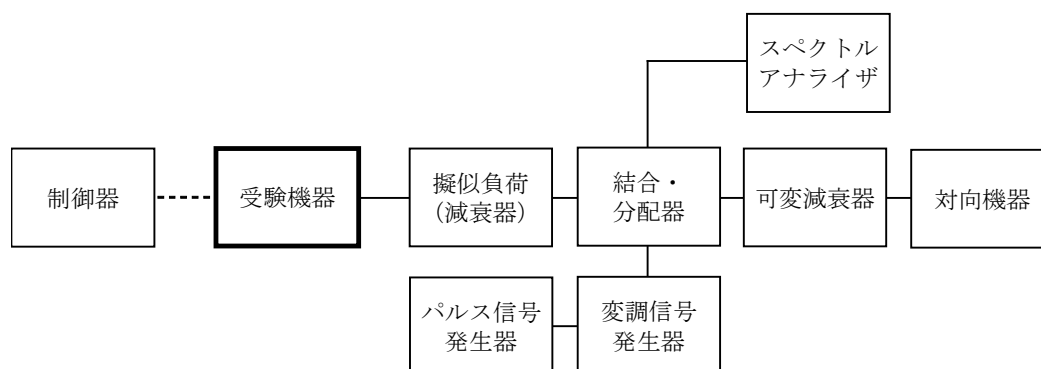 スペクトル
アナライザ
制御器
受験機器
擬似負荷
（減衰器）
結合・
分配器
可変減衰器
対向機器
パルス信号
発生器
変調信号
発生器